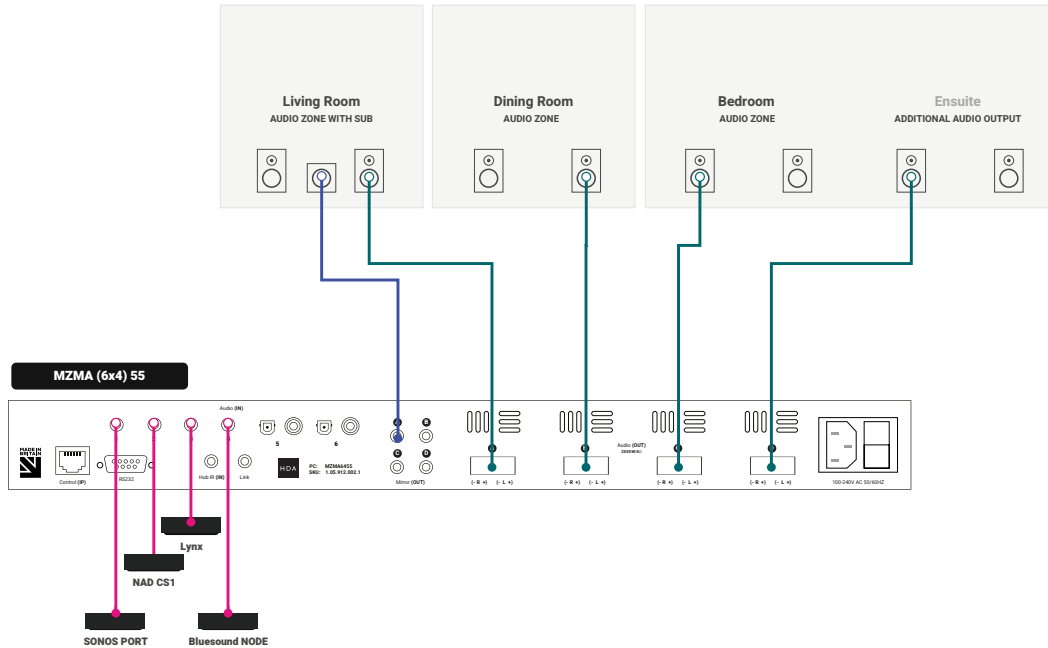 Living Room
AUDIO ZONE WITH SUB
Dining Room
AUDIO ZONE
Bedroom
AUDIO ZONE
Ensuite
ADDITIONAL AUDIO OUTPUT
MZMA (6x4) 55
Audio (IN)
5
6
B
C
D
Audio (OUT)
MADE IN
BRITAIN
Control (IP)
RS232
Hub IR (IN)
Link
HDA
PC: MZMA6455
SKU: 1.05.912.002.1
Mirror (OUT)
(- R +) (- L +)
(- R +) (- L +)
(- R +) (- L +)
(- R +) (- L +)
100-240V AC 50/60HZ
Lynx
NAD CS1
SONOS PORT
Bluesound NODE